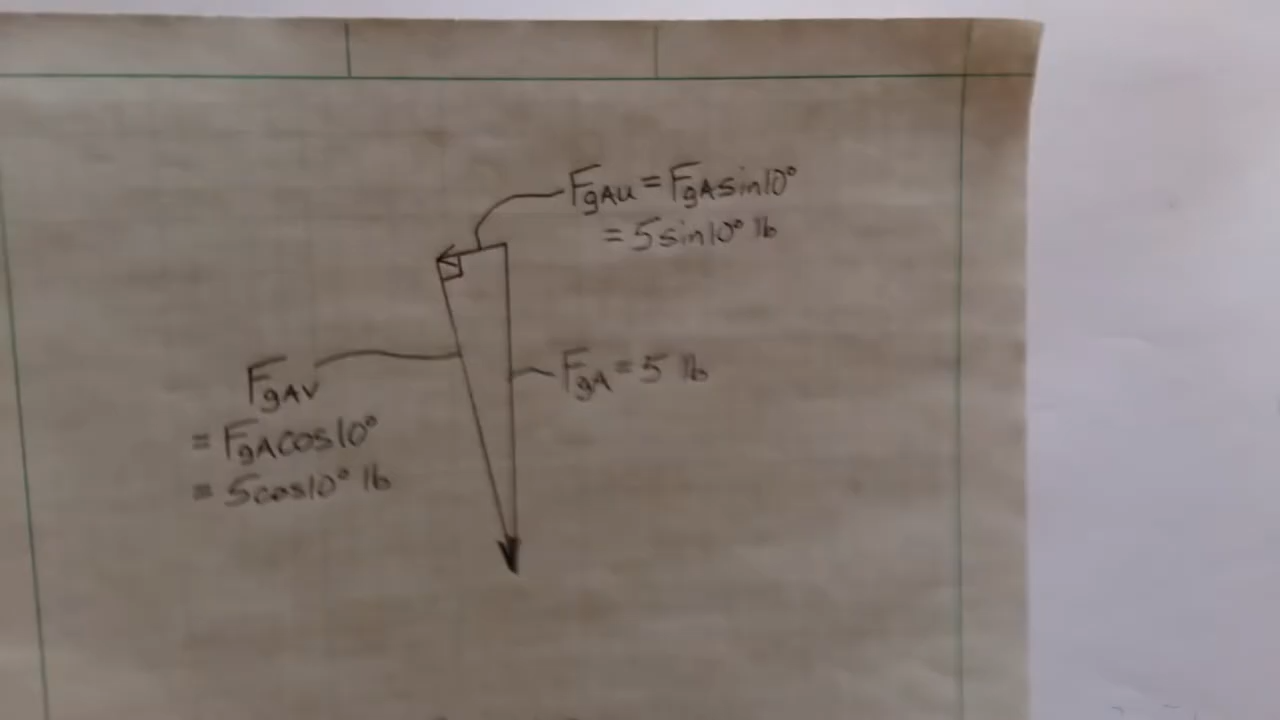 FgAu = FgA sin10°
= 5 sin10° lb
FgA = 5 lb
FgAv
= FgA cos10°
= 5cos10° lb